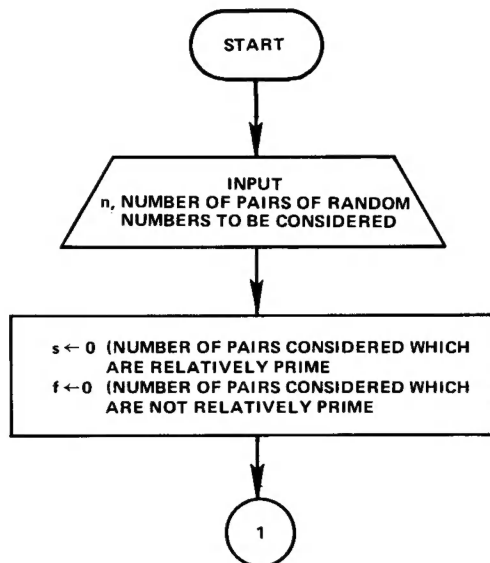 START
INPUT
n, NUMBER OF PAIRS OF RANDOM
NUMBERS TO BE CONSIDERED
s ← 0 (NUMBER OF PAIRS CONSIDERED WHICH
ARE RELATIVELY PRIME
f ← 0 (NUMBER OF PAIRS CONSIDERED WHICH
ARE NOT RELATIVELY PRIME
1